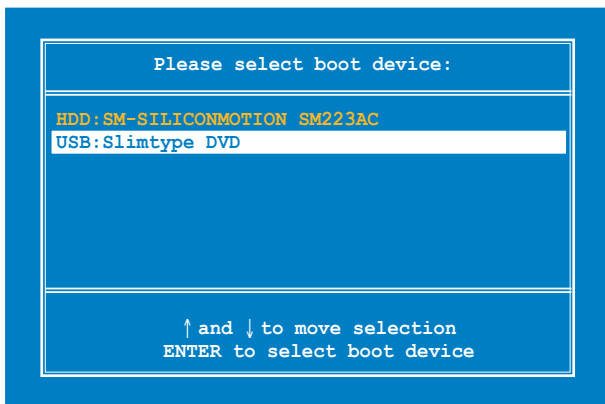 Please select boot device:
HDD:SM-SILICONMOTION SM223AC
USB:Slimtype DVD
↑ and ↓ to move selection
ENTER to select boot device